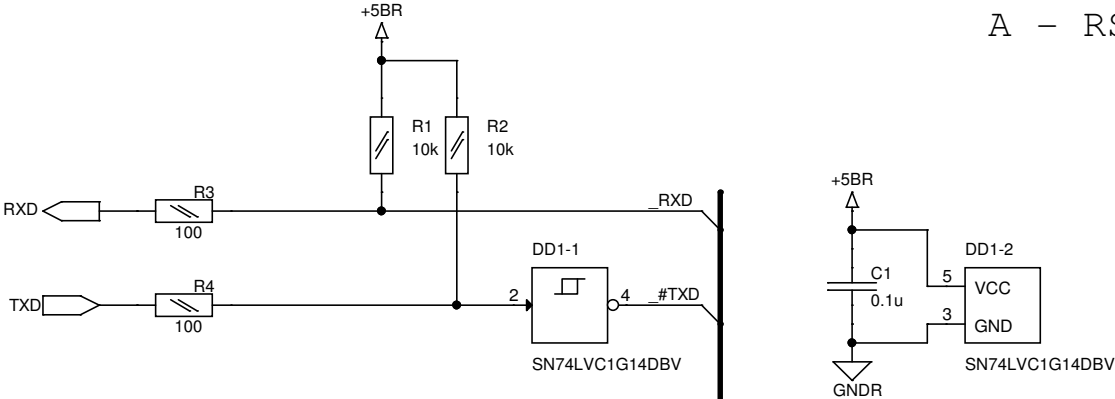 +5BR
A - RS
R1
10k
R2
10k
RXD
R3
100
_RXD
+5BR
TXD
R4
100
DD1-1
2
4
_#TXD
SN74LVC1G14DBV
C1
0.1u
DD1-2
5
VCC
3
GND
SN74LVC1G14DBV
GNDR